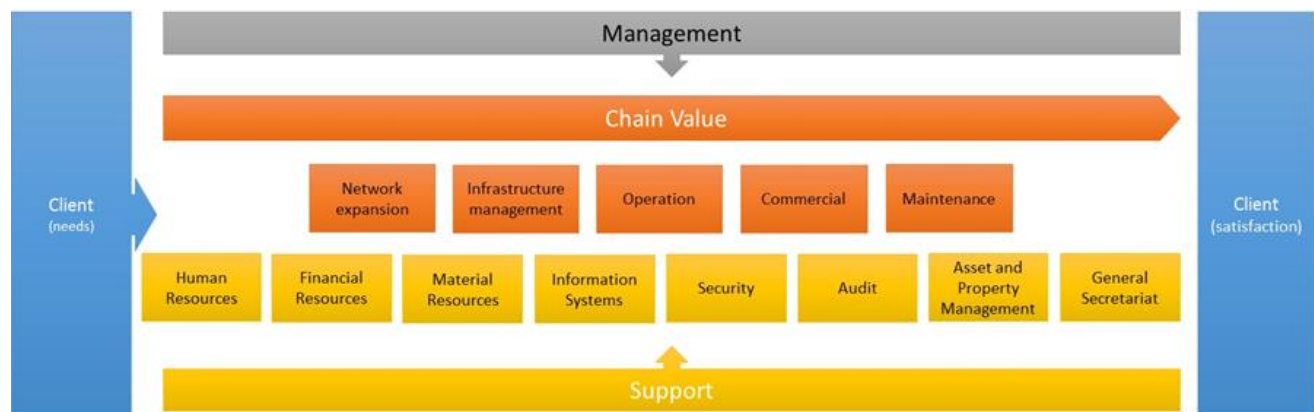 Management
Chain Value
Client
(needs)
Network
expansion
Infrastructure
management
Operation
Commercial
Maintenance
Client
(satisfaction)
Human
Resources
Financial
Resources
Material
Resources
Information
Systems
Security
Audit
Asset and
Property
Management
General
Secretariat
Support